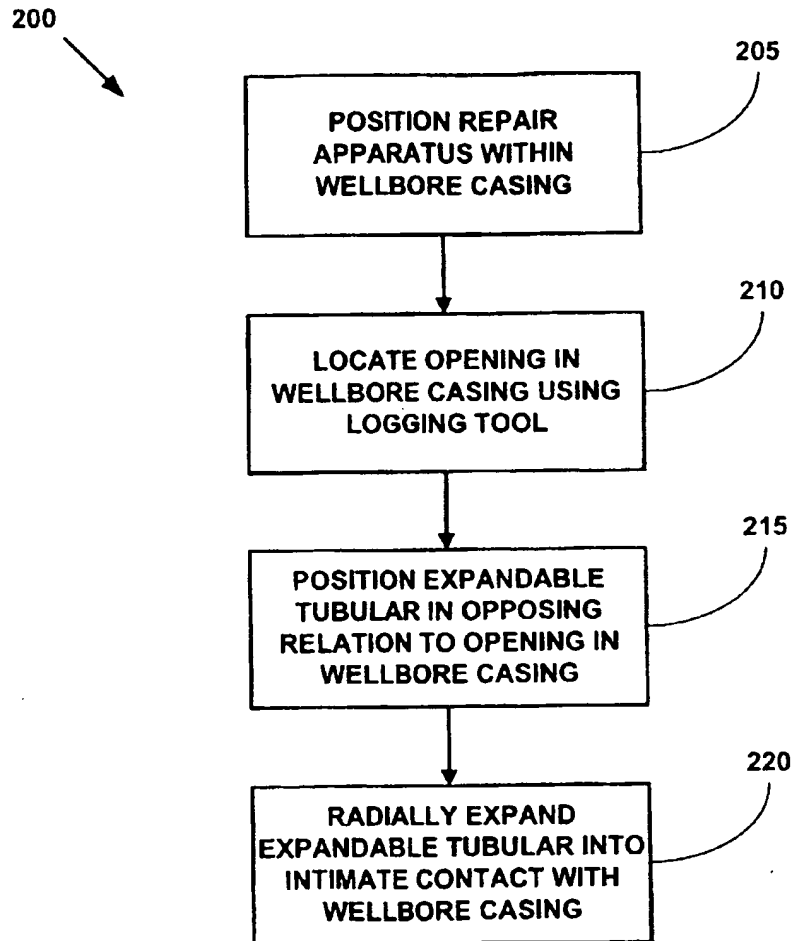 200
205
POSITION REPAIR
APPARATUS WITHIN
WELLBORE CASING
210
LOCATE OPENING IN
WELLBORE CASING USING
LOGGING TOOL
215
POSITION EXPANDABLE
TUBULAR IN OPPOSING
RELATION TO OPENING IN
WELLBORE CASING
220
RADIALLY EXPAND
EXPANDABLE TUBULAR INTO
INTIMATE CONTACT WITH
WELLBORE CASING